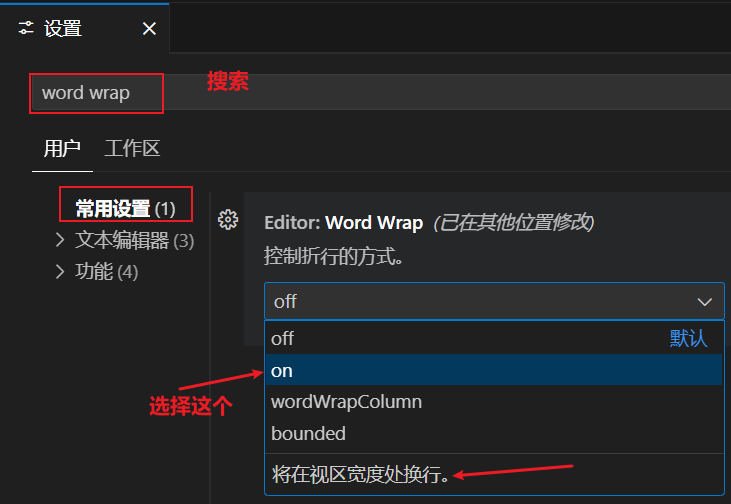 设置
word wrap
搜索
用户 工作区
常用设置 (1)
文本编辑器 (3)
功能 (4)
Editor: Word Wrap (已在其他位置修改)
控制折行的方式。
off
off 默认
on
选择这个
wordWrapColumn
bounded
将在视区宽度处换行。